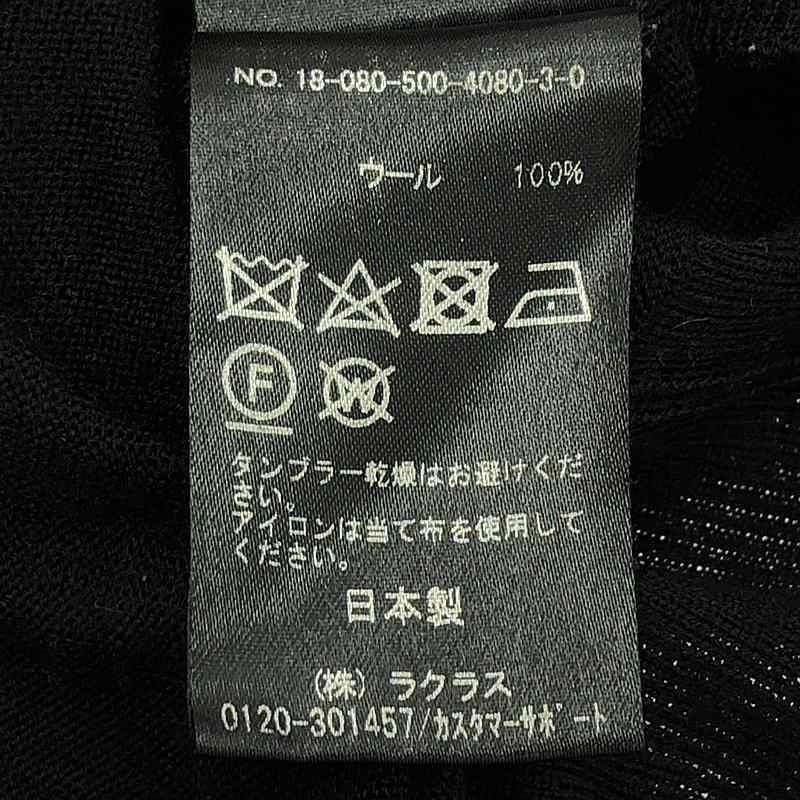 NO. 18-080-500-4080-3-0
ウール 100%
F
W
タンブラー乾燥はお避けくだ
さい。
アイロンは当て布を使用して
ください。
日本製
(株) ラクラス
0120-301457/カスタマーサポート